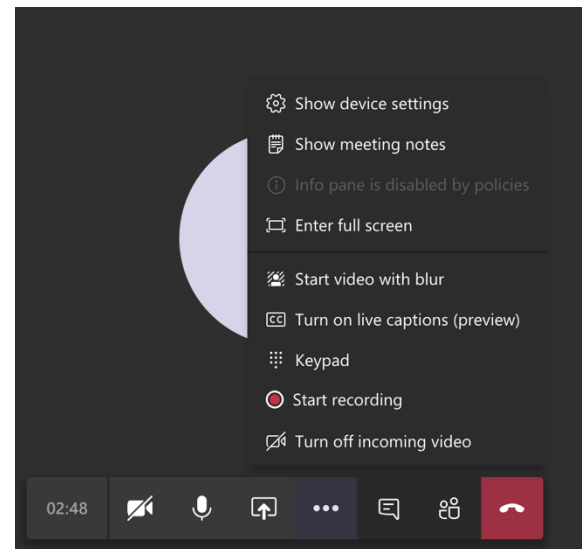 Show device settings
Show meeting notes
Info pane is disabled by policies
Enter full screen
Start video with blur
CC Turn on live captions (preview)
Keypad
Start recording
Turn off incoming video
02:48